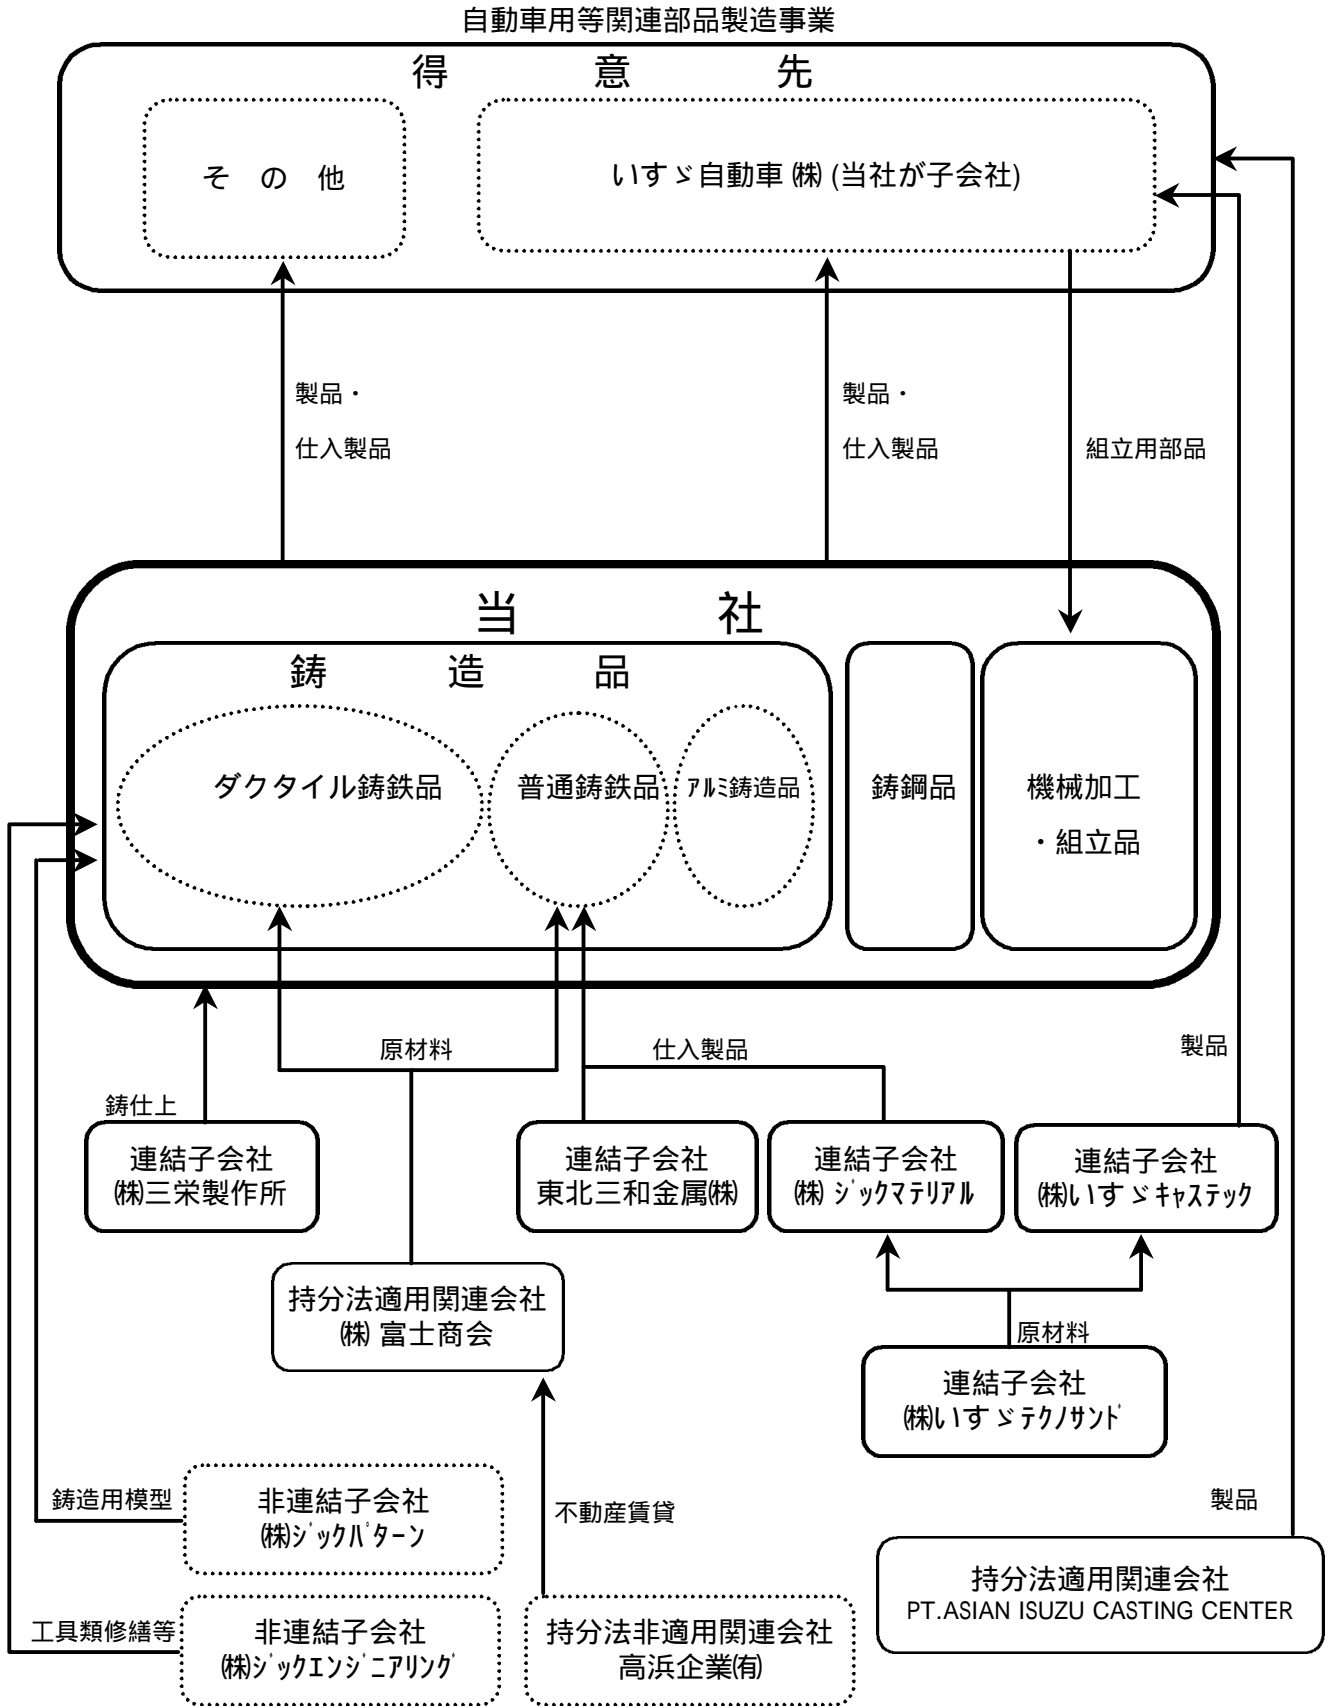 自動車用等関連部品製造事業
得 意 先
そ の 他
いすゞ自動車㈱(当社が子会社)
製品・
仕入製品
製品・
仕入製品
組立用部品
当 社
鋳 造 品
ダクタイル鋳鉄品
普通鋳鉄品
ｱﾙﾐ鋳造品
鋳鋼品
機械加工
・組立品
原材料
仕入製品
製品
鋳仕上
連結子会社
㈱三栄製作所
連結子会社
東北三和金属㈱
連結子会社
㈱ｼﾞｯｸﾏﾃﾘｱﾙ
連結子会社
㈱いすゞｷｬｽﾃｯｸ
持分法適用関連会社
㈱富士商会
原材料
連結子会社
㈱いすゞﾃｸﾉｻﾝﾄﾞ
鋳造用模型
非連結子会社
㈱ｼﾞｯｸﾊﾟﾀｰﾝ
不動産賃貸
製品
持分法適用関連会社
PT.ASIAN ISUZU CASTING CENTER
工具類修繕等
非連結子会社
㈱ｼﾞｯｸｴﾝｼﾞﾆｱﾘﾝｸﾞ
持分法非適用関連会社
高浜企業㈲